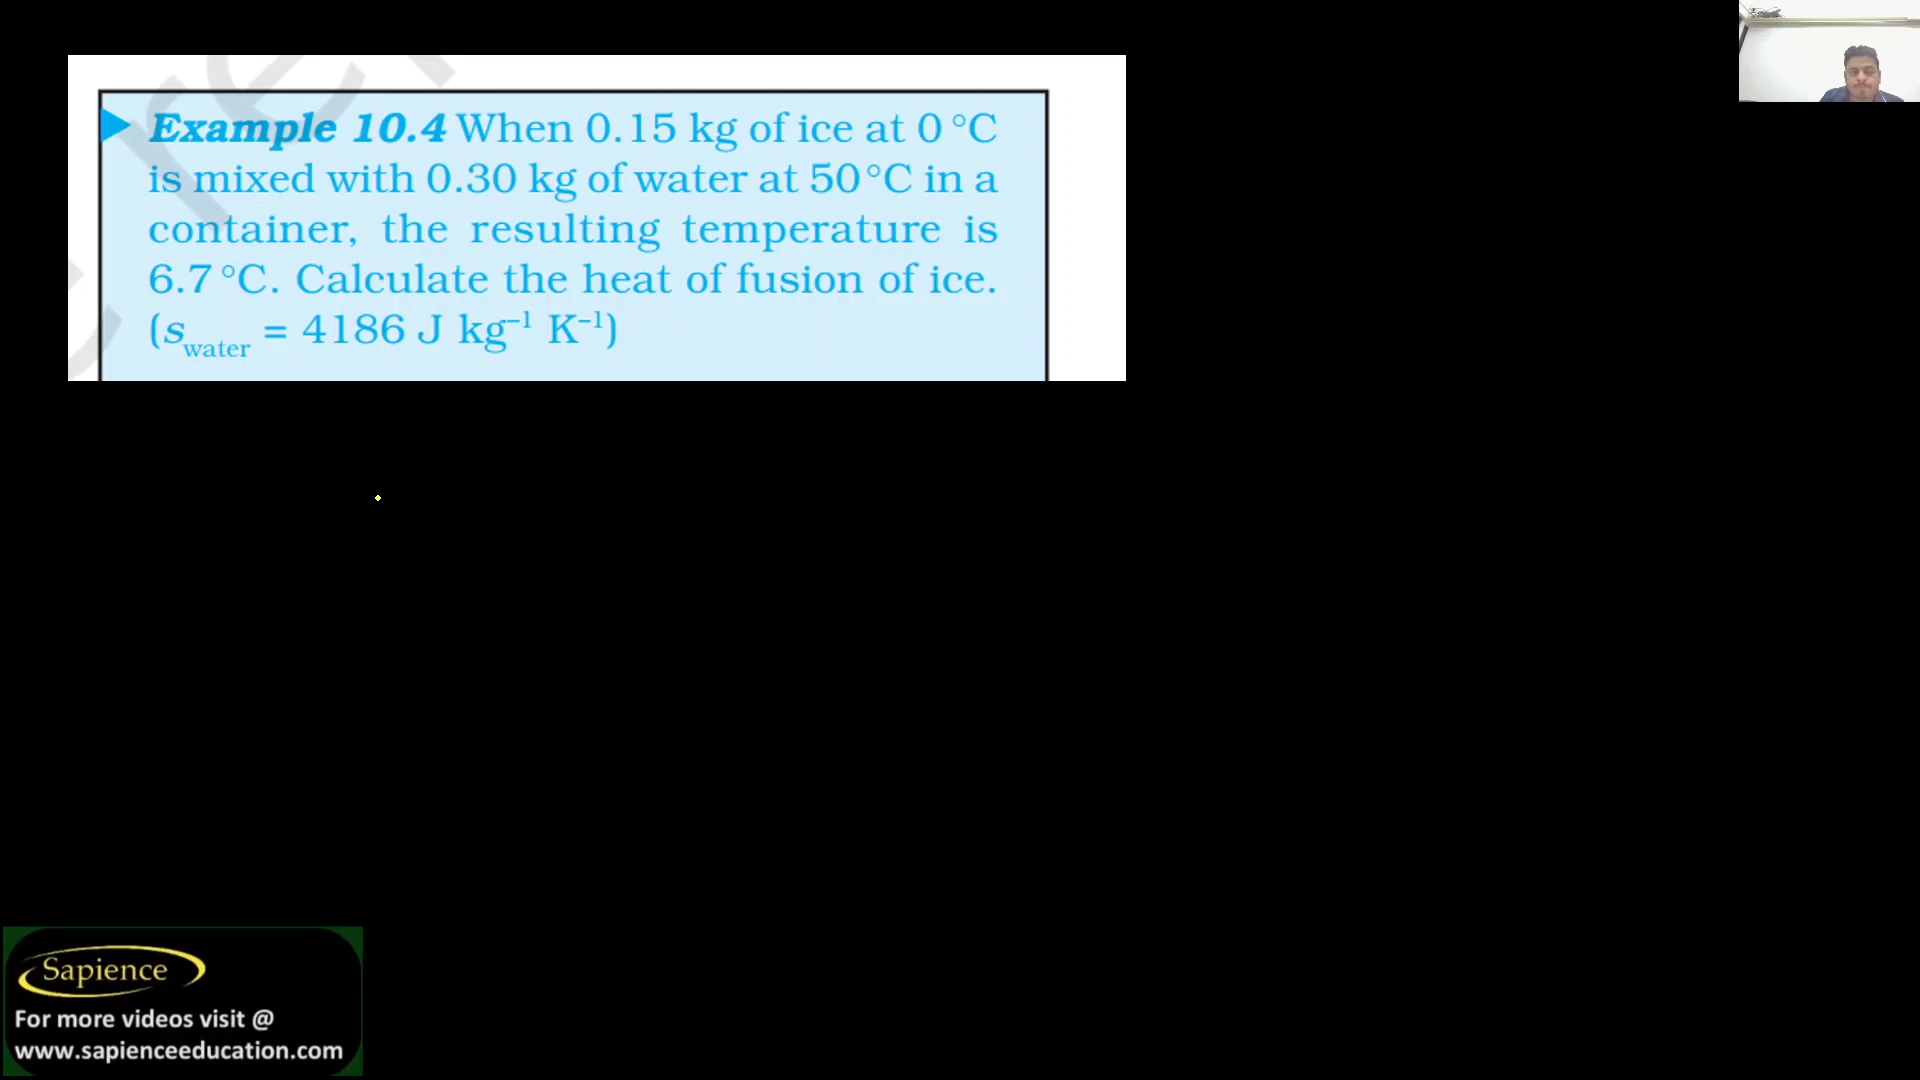 Example 10.4 When 0.15 kg of ice at 0 °C
is mixed with 0.30 kg of water at 50 °C in a
container, the resulting temperature is
6.7 °C. Calculate the heat of fusion of ice.
(s_water = 4186 J kg⁻¹ K⁻¹)
Sapience
For more videos visit @
www.sapienceeducation.com